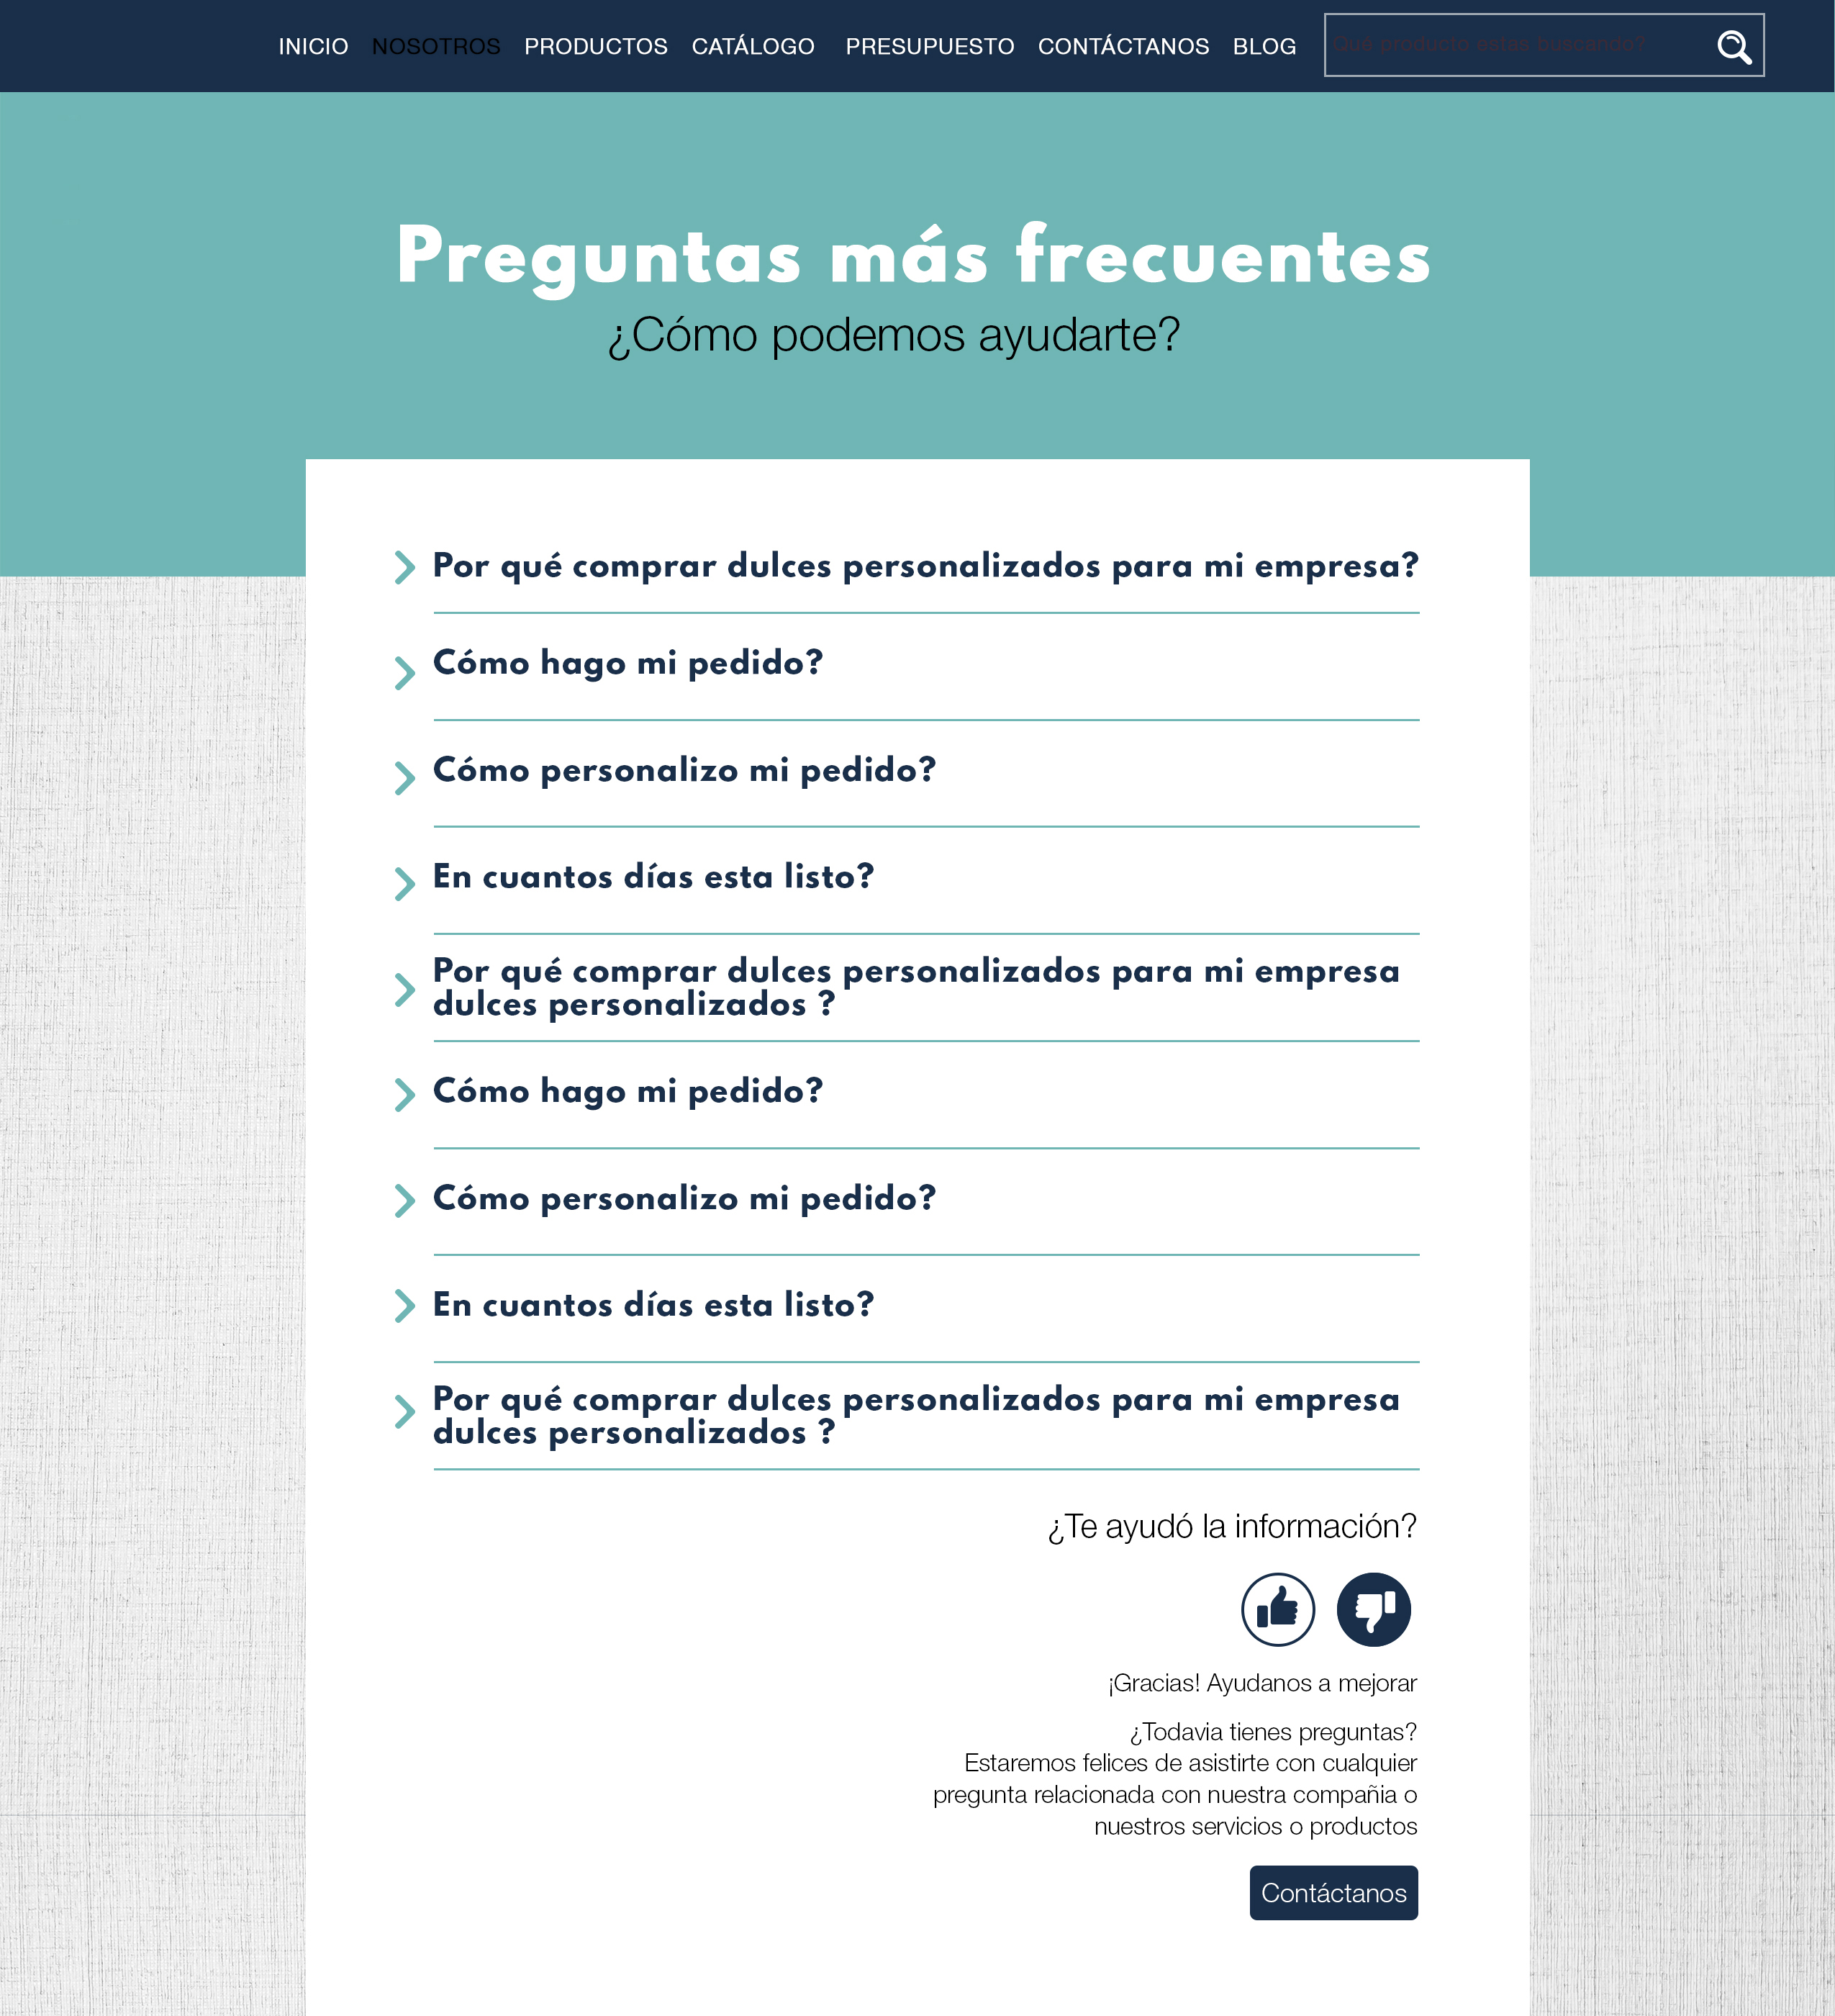 INICIO NOSOTROS PRODUCTOS CATÁLOGO PRESUPUESTO CONTÁCTANOS BLOG Qué producto estas buscando?
Preguntas más frecuentes
¿Cómo podemos ayudarte?
Por qué comprar dulces personalizados para mi empresa?
Cómo hago mi pedido?
Cómo personalizo mi pedido?
En cuantos días esta listo?
Por qué comprar dulces personalizados para mi empresa
dulces personalizados ?
Cómo hago mi pedido?
Cómo personalizo mi pedido?
En cuantos días esta listo?
Por qué comprar dulces personalizados para mi empresa
dulces personalizados ?
¿Te ayudó la información?
¡Gracias! Ayudanos a mejorar
¿Todavia tienes preguntas?
Estaremos felices de asistirte con cualquier
pregunta relacionada con nuestra compañia o
nuestros servicios o productos
Contáctanos